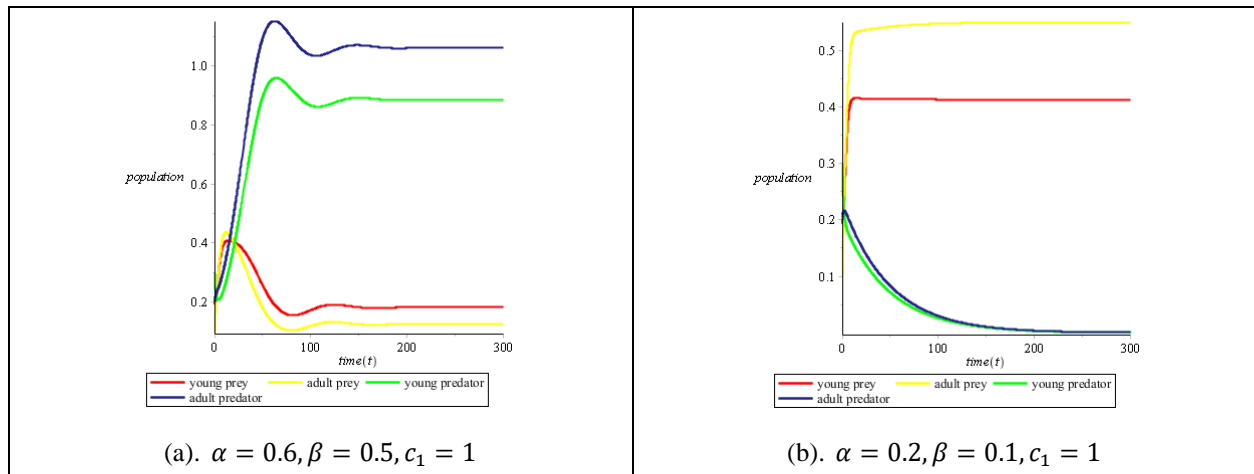 1.0
0.8
population
0.6
0.4
0.2
0
100
200
300
time(t)
young prey
adult prey
young predator
adult predator
(a). α = 0.6, β = 0.5, c₁ = 1
0.5
0.4
0.3
population
0.2
0.1
0
100
200
300
time(t)
young prey
adult prey
young predator
adult predator
(b). α = 0.2, β = 0.1, c₁ = 1